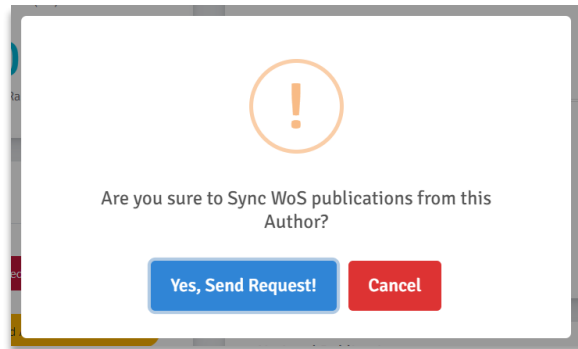 !
Are you sure to Sync WoS publications from this
Author?
Yes, Send Request!
Cancel